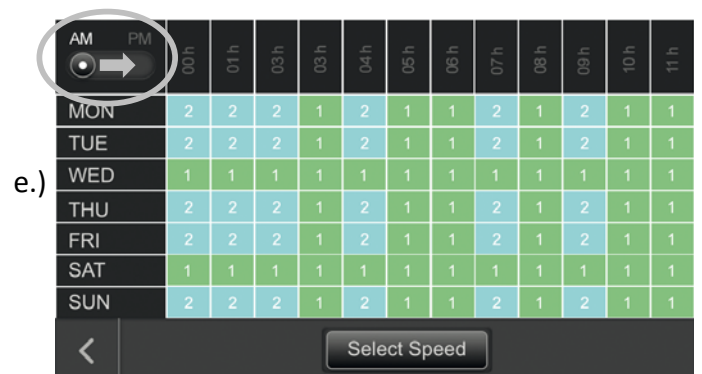 AM PM 00 h 01 h 03 h 03 h 04 h 05 h 06 h 07 h 08 h 09 h 10 h 11 h
MON 2 2 2 1 2 1 1 2 1 2 1 1
TUE 2 2 2 1 2 1 1 2 1 2 1 1
e.) WED 1 1 1 1 1 1 1 1 1 1 1 1
THU 2 2 2 1 2 1 1 2 1 2 1 1
FRI 2 2 2 1 2 1 1 2 1 2 1 1
SAT 1 1 1 1 1 1 1 1 1 1 1 1
SUN 2 2 2 1 2 1 1 2 1 2 1 1
Select Speed